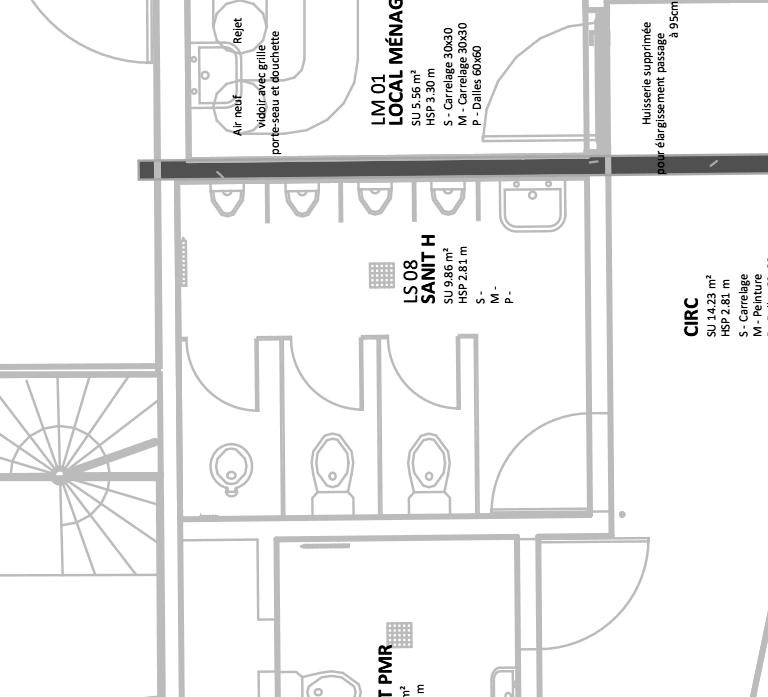 Rejet
Air neuf
vidoir avec grille
porte-seau et douchette
LM 01
LOCAL MÉNAG
SU 5.56 m²
HSP 3.30 m
S - Carrelage 30x30
M - Carrelage 30x30
P - Dalles 60x60
Huisserie supprimée
pour élargissement passage
à 95cm
LS 08
SANIT H
SU 9.86 m²
HSP 2.81 m
S -
M -
P -
CIRC
SU 14.23 m²
HSP 2.81 m
S - Carrelage
M - Peinture
T PMR
m²
m